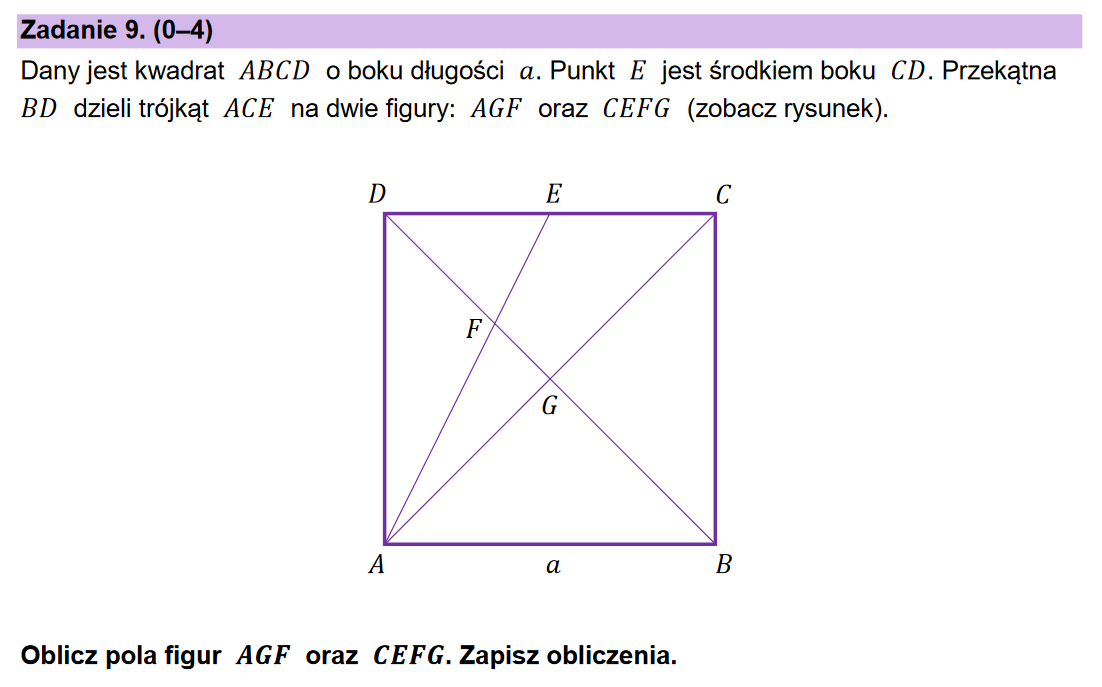 Zadanie 9. (0–4)
Dany jest kwadrat ABCD o boku długości a. Punkt E jest środkiem boku CD. Przekątna
BD dzieli trójkąt ACE na dwie figury: AGF oraz CEFG (zobacz rysunek).
D E C
F
G
A a B
Oblicz pola figur AGF oraz CEFG. Zapisz obliczenia.